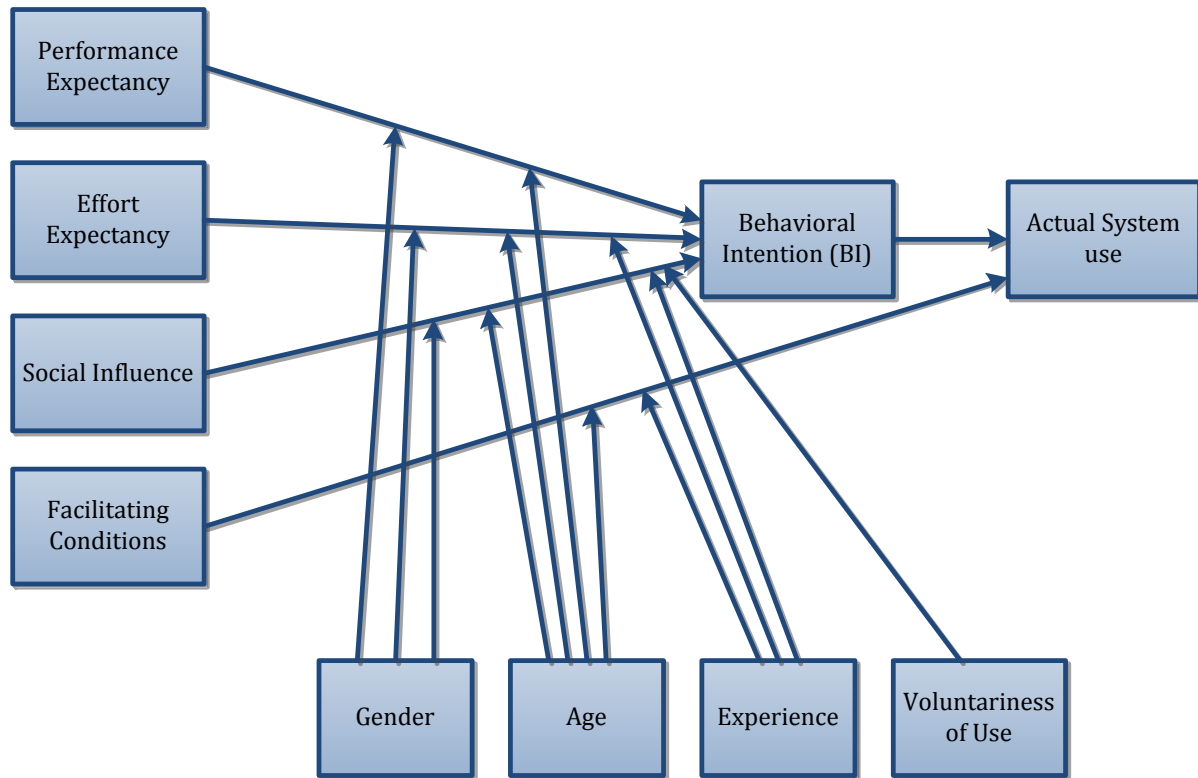 Performance
Expectancy
Effort
Expectancy
Behavioral
Intention (BI)
Actual System
use
Social Influence
Facilitating
Conditions
Gender
Age
Experience
Voluntariness
of Use